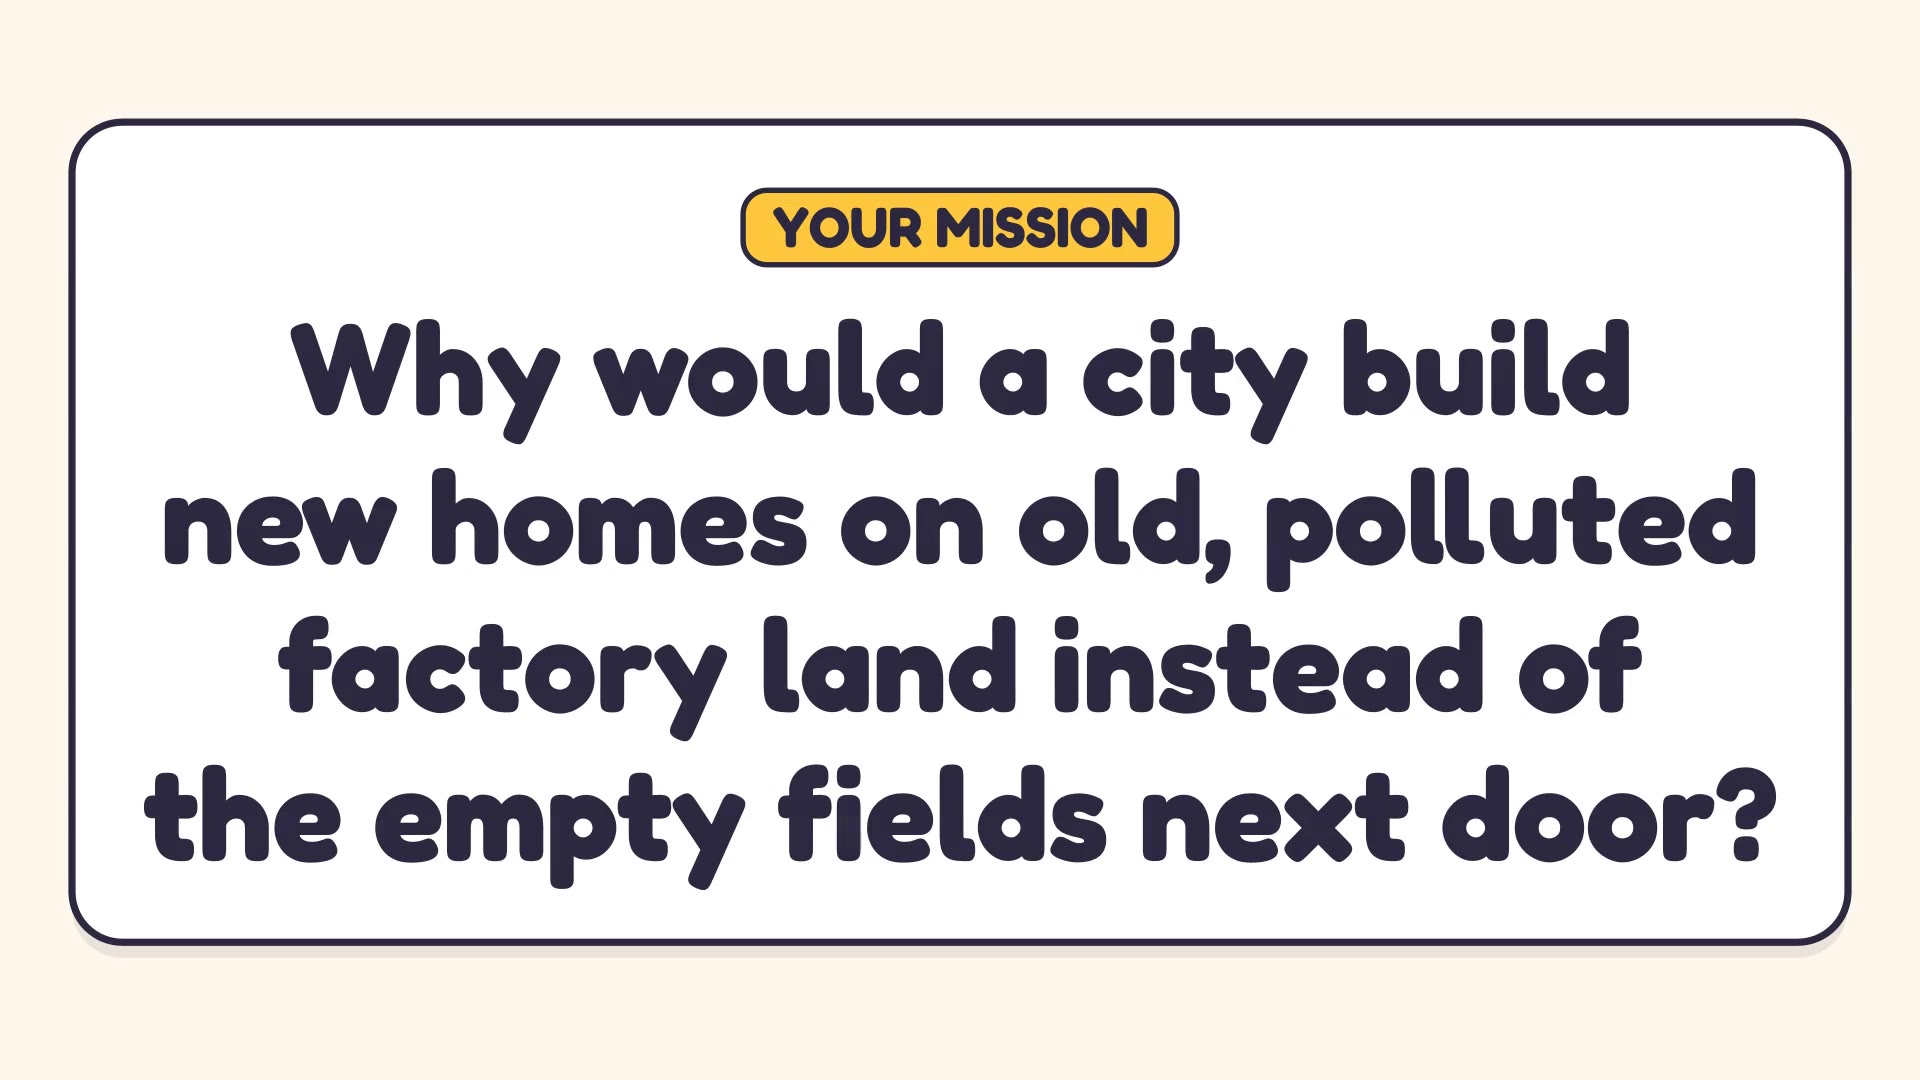 YOUR MISSION
Why would a city build
new homes on old, polluted
factory land instead of
the empty fields next door?